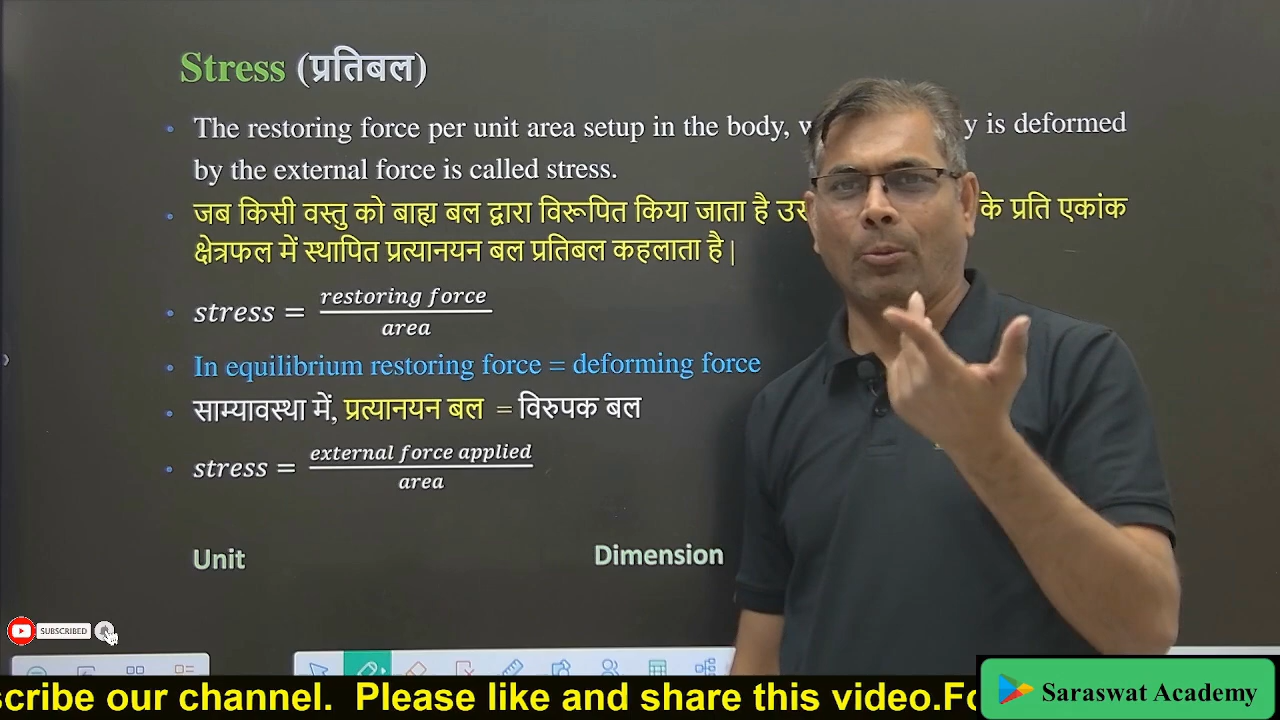 Stress (प्रतिबल)
The restoring force per unit area setup in the body, is deformed
by the external force is called stress.
जब किसी वस्तु को बाह्य बल द्वारा विरूपित किया जाता है के प्रति एकांक
क्षेत्रफल में स्थापित प्रत्यानयन बल प्रतिबल कहलाता है |
stress = restoring force / area
In equilibrium restoring force = deforming force
साम्यावस्था में, प्रत्यानयन बल = विरुपक बल
stress = external force applied / area
Unit Dimension
SUBSCRIBED
scribe our channel. Please like and share this video.Fo
Saraswat Academy